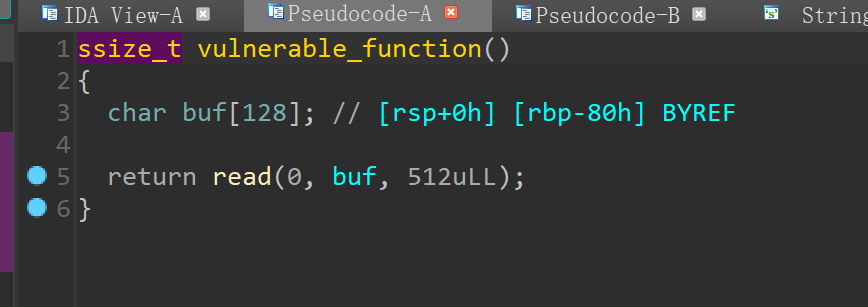 IDA View-A Pseudocode-A Pseudocode-B String
1 ssize_t vulnerable_function()
2 {
3 char buf[128]; // [rsp+0h] [rbp-80h] BYREF
4
5 return read(0, buf, 512uLL);
6 }